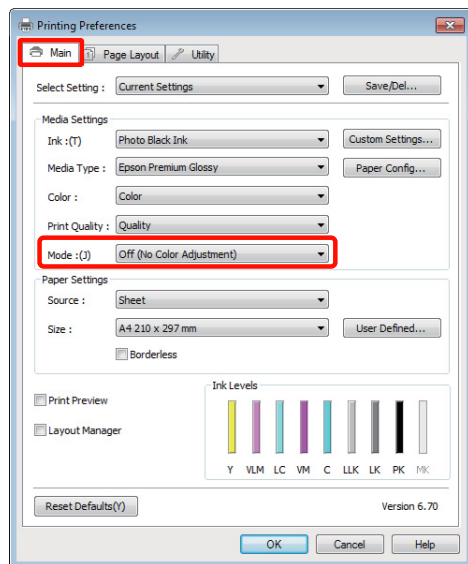 Printing Preferences
Main Page Layout Utility
Select Setting : Current Settings Save/Del...
Media Settings
Ink :(T) Photo Black Ink Custom Settings...
Media Type : Epson Premium Glossy Paper Config...
Color : Color
Print Quality : Quality
Mode :(J) Off (No Color Adjustment)
Paper Settings
Source : Sheet
Size : A4 210 x 297 mm User Defined...
Borderless
Ink Levels
Print Preview
Layout Manager
Y VLM LC VM C LLK LK PK MK
Reset Defaults(Y) Version 6.70
OK Cancel Help